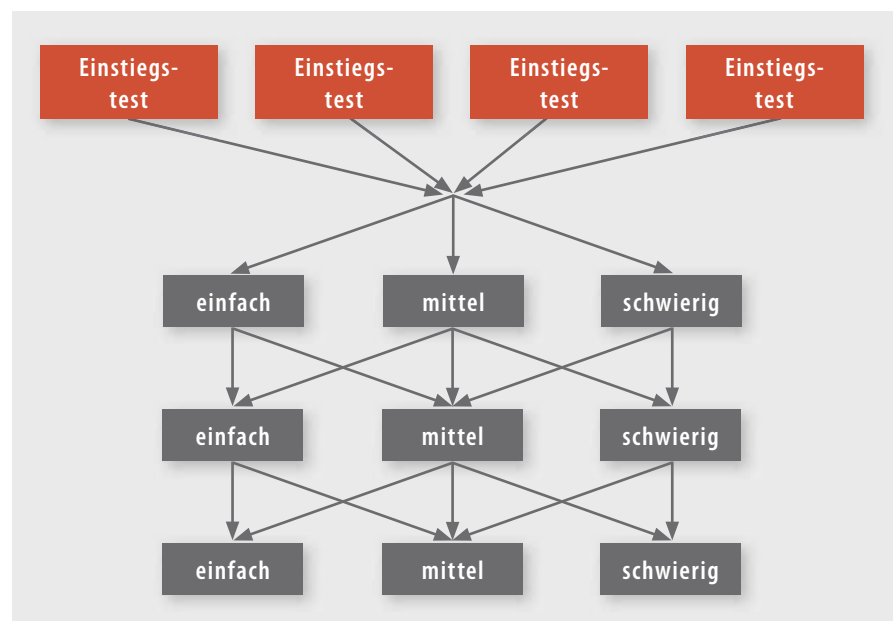 Einstiegs-
test
Einstiegs-
test
Einstiegs-
test
Einstiegs-
test
einfach
mittel
schwierig
einfach
mittel
schwierig
einfach
mittel
schwierig